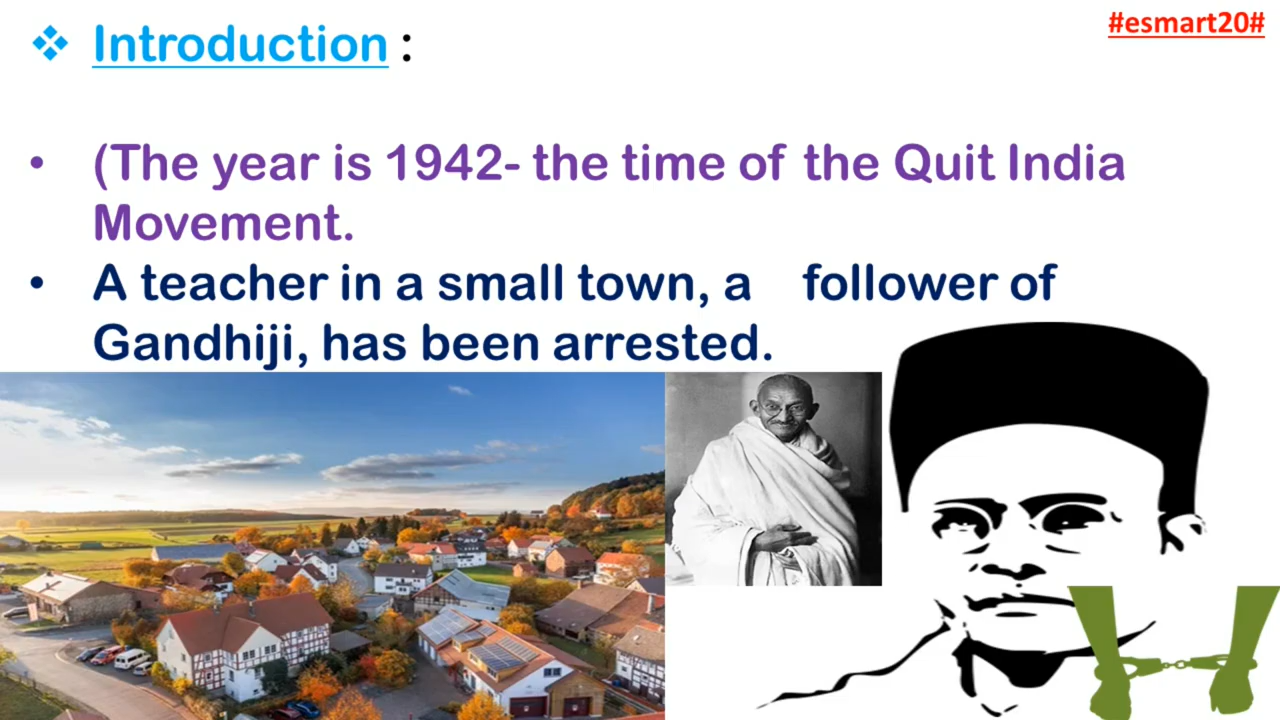 #esmart20#
❖ Introduction :
• (The year is 1942- the time of the Quit India
Movement.
• A teacher in a small town, a follower of
Gandhiji, has been arrested.